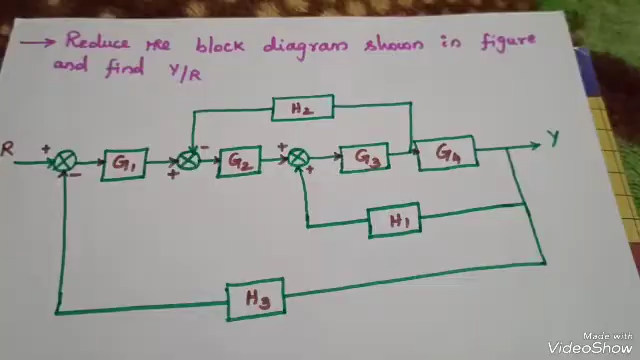 → Reduce the block diagram shown in figure
and find Y/R
H2
R + - G1 + - G2 + + G3 G4 Y
H1
H3
Made with
VideoShow